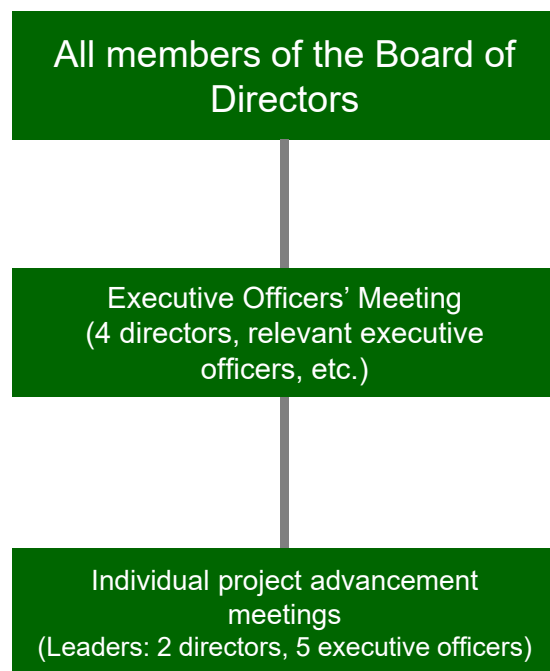 All members of the Board of
Directors
Executive Officers’ Meeting
(4 directors, relevant executive
officers, etc.)
Individual project advancement
meetings
(Leaders: 2 directors, 5 executive officers)